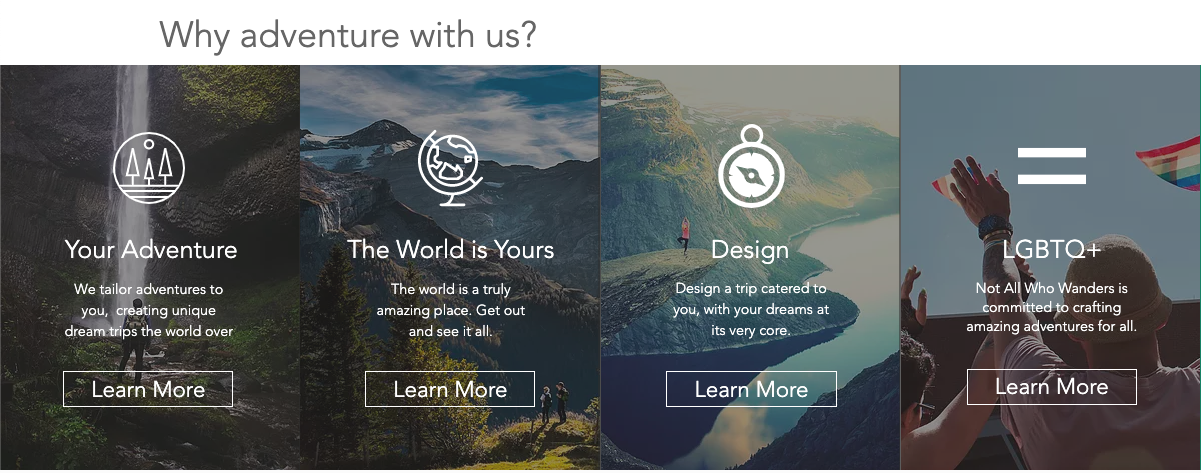 Why adventure with us?
Your Adventure
We tailor adventures to
you,  creating unique
dream trips the world over
Learn More
The World is Yours
The world is a truly
amazing place. Get out
and see it all.
Learn More
Design
Design a trip catered to
you, with your dreams at
its very core.
Learn More
LGBTQ+
Not All Who Wanders is
committed to crafting
amazing adventures for all.
Learn More